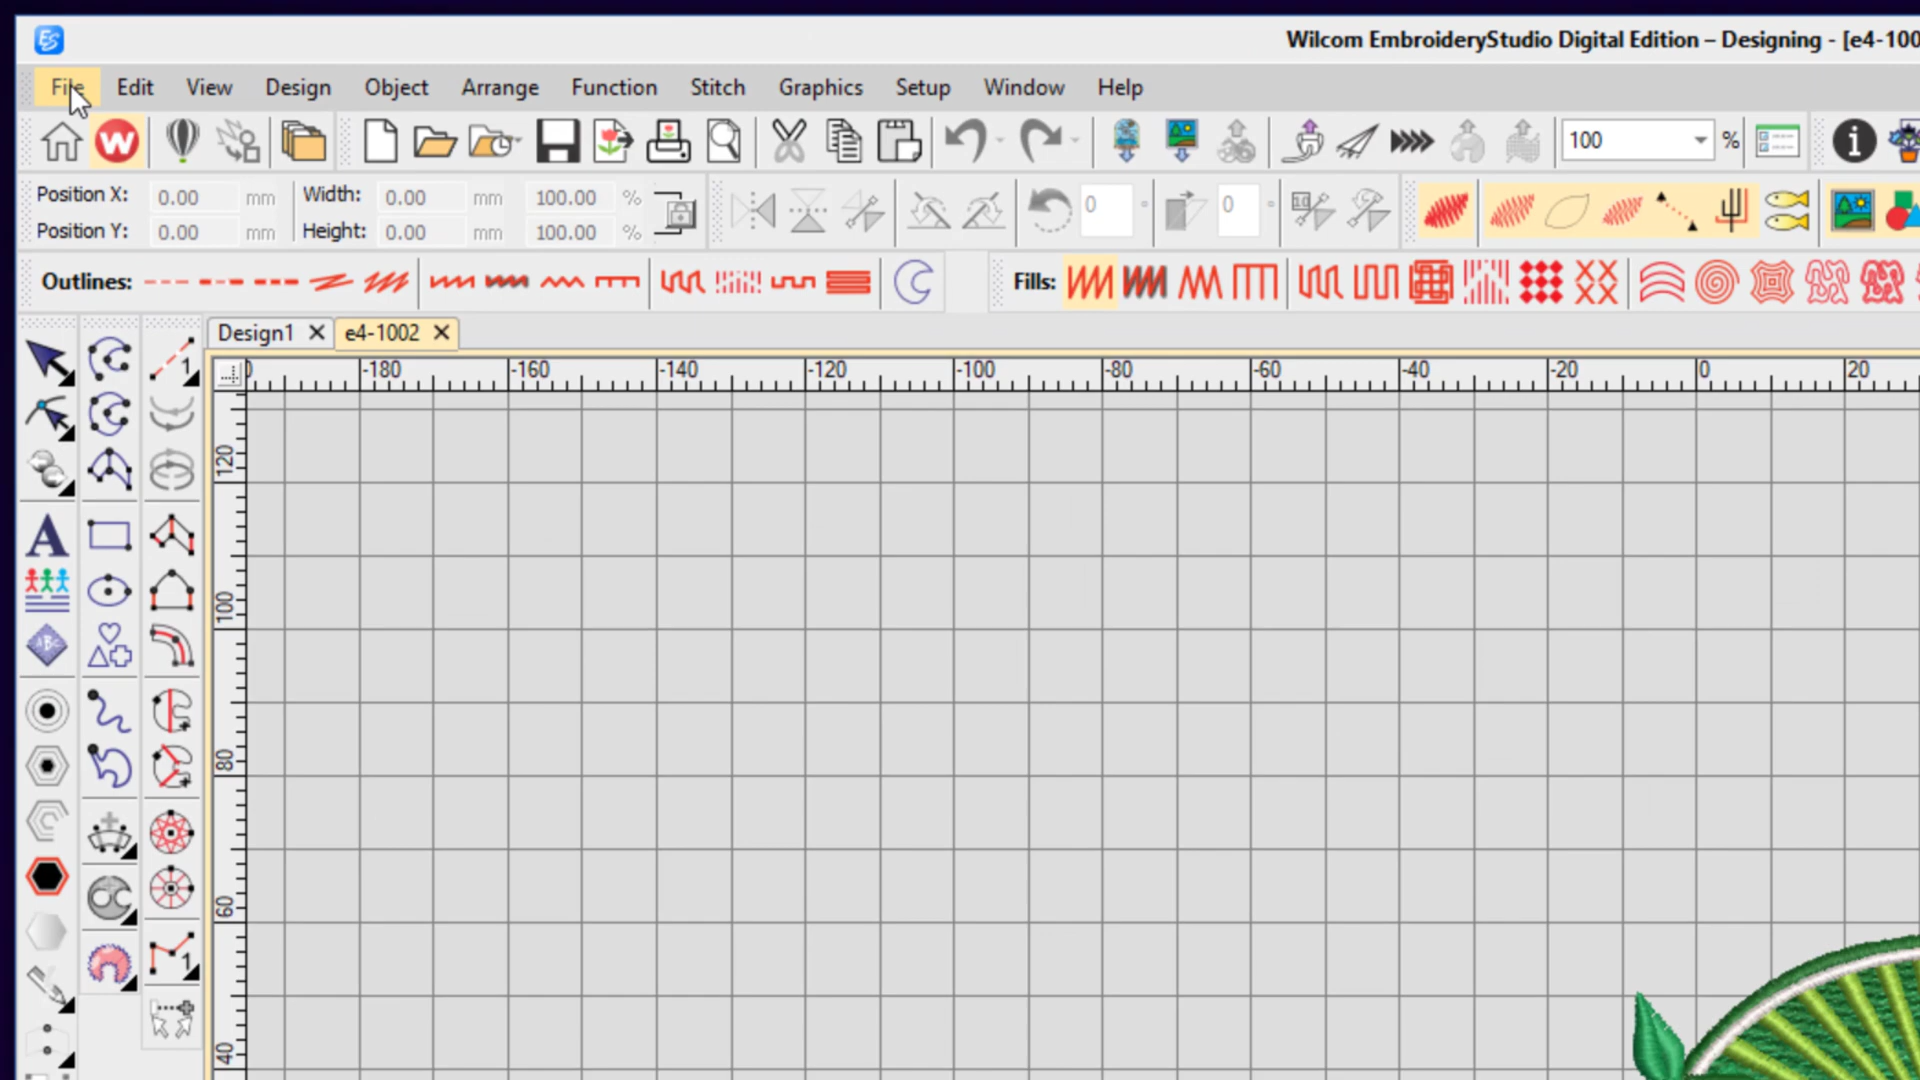 Wilcom EmbroideryStudio Digital Edition – Designing - [e4-100
File Edit View Design Object Arrange Function Stitch Graphics Setup Window Help
W 100 %
Position X: 0.00 mm Width: 0.00 mm 100.00 % 0 ° 0 °
Position Y: 0.00 mm Height: 0.00 mm 100.00 %
Outlines: Fills:
Design1 e4-1002
-180 -160 -140 -120 -100 -80 -60 -40 -20 0 20
120
100
80
60
40
A
ABC
1
1